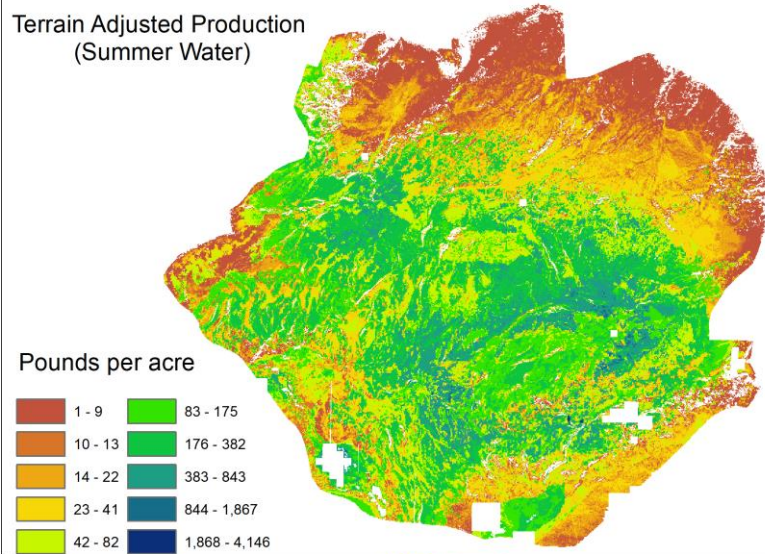 Terrain Adjusted Production
(Summer Water)
Pounds per acre
1 - 9
10 - 13
14 - 22
23 - 41
42 - 82
83 - 175
176 - 382
383 - 843
844 - 1,867
1,868 - 4,146